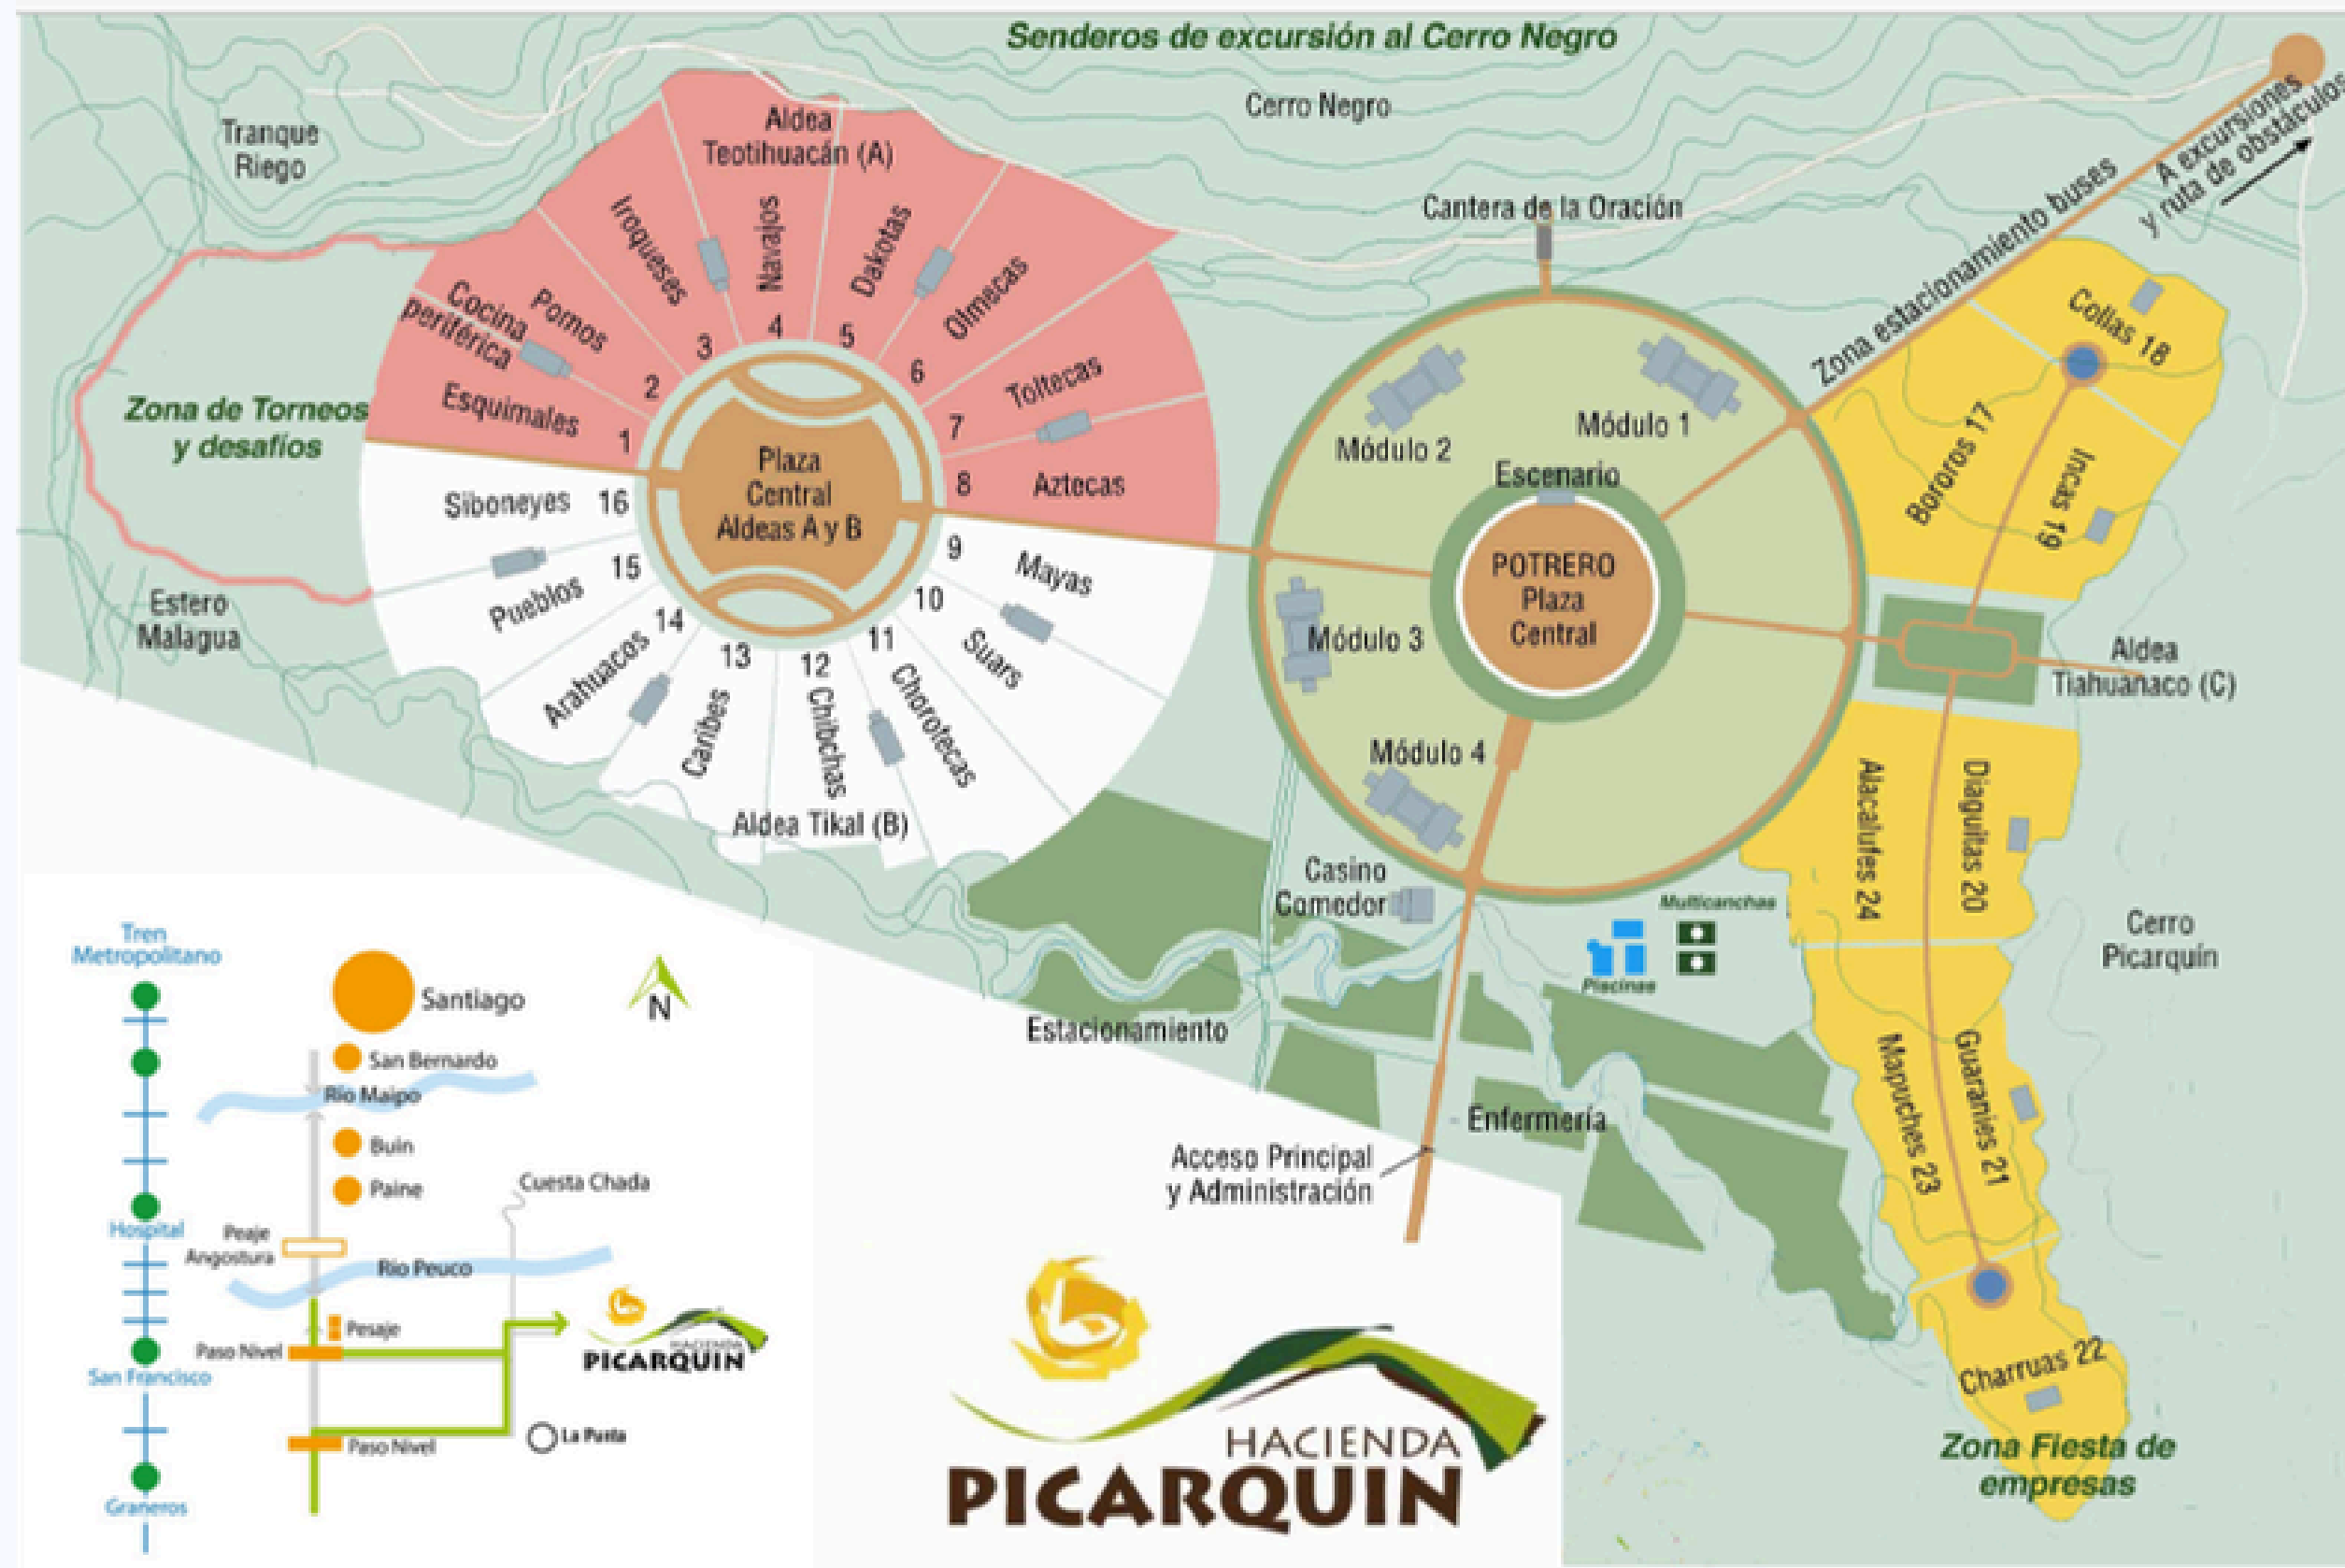 Senderos de excursión al Cerro Negro
Cerro Negro
Tranque
Riego
Aldea
Teotihuacán (A)
Cantera de la Oración
A excursiones
y ruta de obstáculos
Zona estacionamiento buses
Zona de Torneos
y desafíos
Estero
Malagua
Cocina
periférica
Esquimales
1
Pomos
2
Iroqueses
3
Navajos
4
Dakotas
5
Olmecas
6
Toltecas
7
Aztecas
8
Plaza
Central
Aldeas A y B
Mayas
9
Suars
10
Chorotecas
11
Chibchas
12
Caribes
13
Arahuacos
14
Pueblos
15
Siboneyes
16
Aldea Tikal (B)
Módulo 2
Módulo 1
Escenario
POTRERO
Plaza
Central
Módulo 3
Módulo 4
Collas 18
Bororos 17
Incas 19
Aldea
Tiahuanaco (C)
Alacalufes 24
Diaguitas 20
Mapuches 23
Guaranies 21
Charruas 22
Cerro
Picarquín
Zona Fiesta de
empresas
Casino
Comedor
Multicanchas
Piscinas
Estacionamiento
Enfermería
Acceso Principal
y Administración
Tren
Metropolitano
Santiago
N
San Bernardo
Río Maipo
Buin
Paine
Cuesta Chada
Hospital
Peaje
Angostura
Río Peuco
Pesaje
Paso Nivel
San Francisco
HACIENDA
PICARQUIN
La Punta
Paso Nivel
Graneros
HACIENDA
PICARQUIN